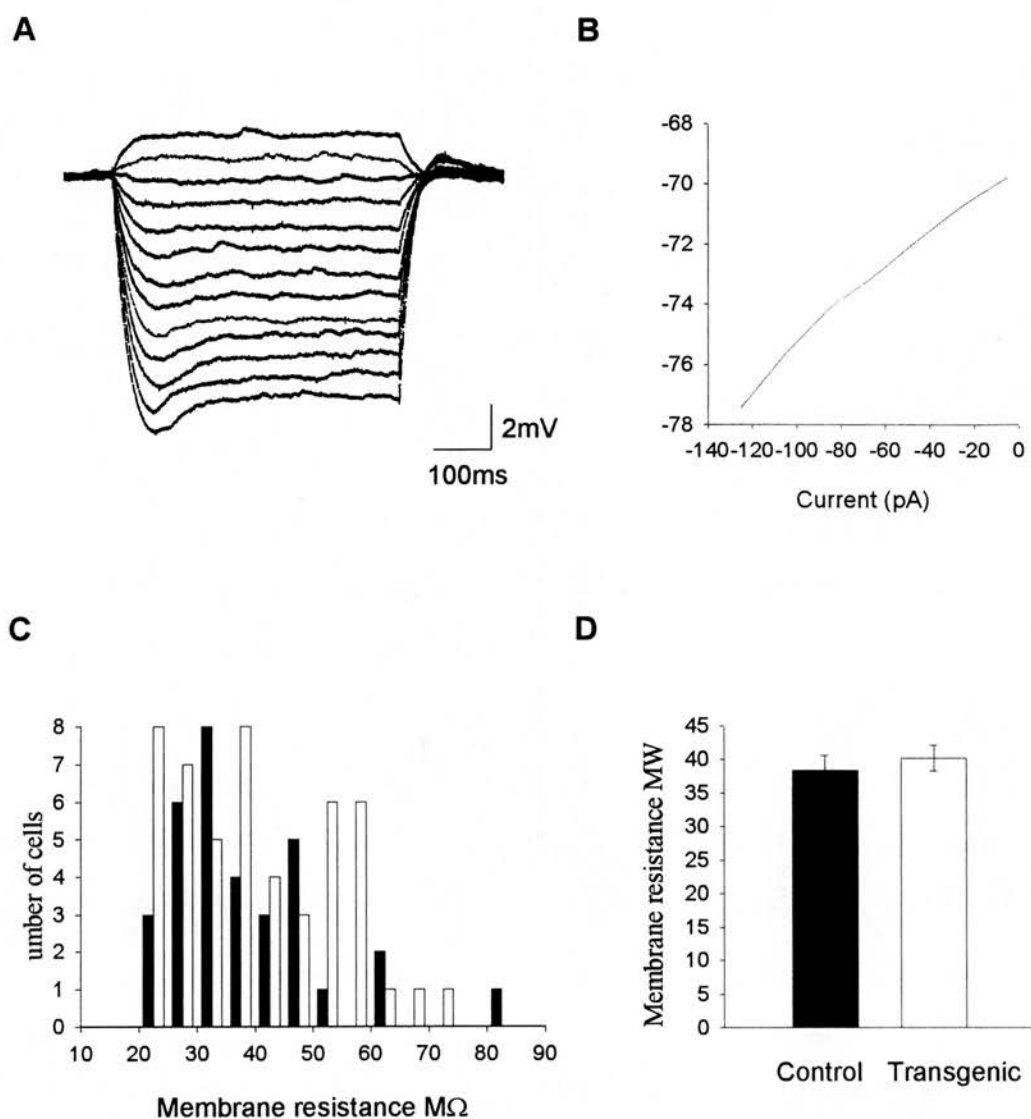 A
B
2mV
100ms
-68
-70
-72
-74
-76
-78
-140 -120 -100 -80 -60 -40 -20 0
Current (pA)
C
D
8
7
6
5
4
3
2
1
0
umber of cells
10 20 30 40 50 60 70 80 90
Membrane resistance MΩ
45
40
35
30
25
20
15
10
5
0
Membrane resistance MW
Control Transgenic